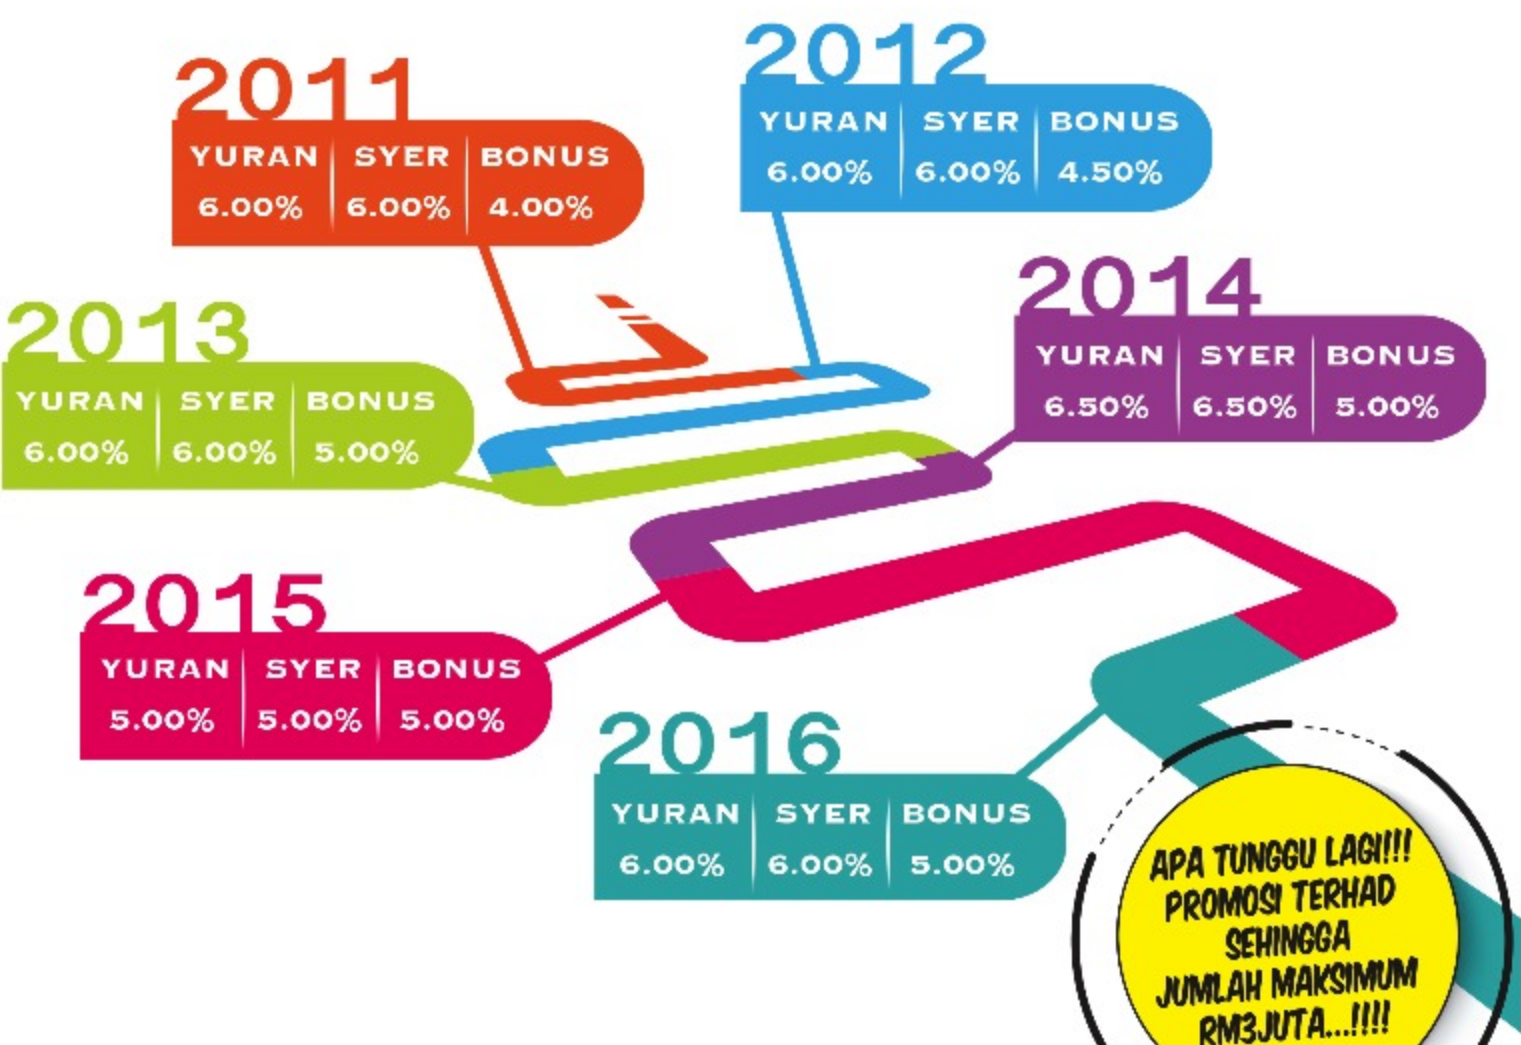 2011
YURAN SYER BONUS
6.00% 6.00% 4.00%
2012
YURAN SYER BONUS
6.00% 6.00% 4.50%
2013
YURAN SYER BONUS
6.00% 6.00% 5.00%
2014
YURAN SYER BONUS
6.50% 6.50% 5.00%
2015
YURAN SYER BONUS
5.00% 5.00% 5.00%
2016
YURAN SYER BONUS
6.00% 6.00% 5.00%
APA TUNGGU LAGI!!!
PROMOSI TERHAD
SEHINGGA
JUMLAH MAKSIMUM
RM3JUTA...!!!!